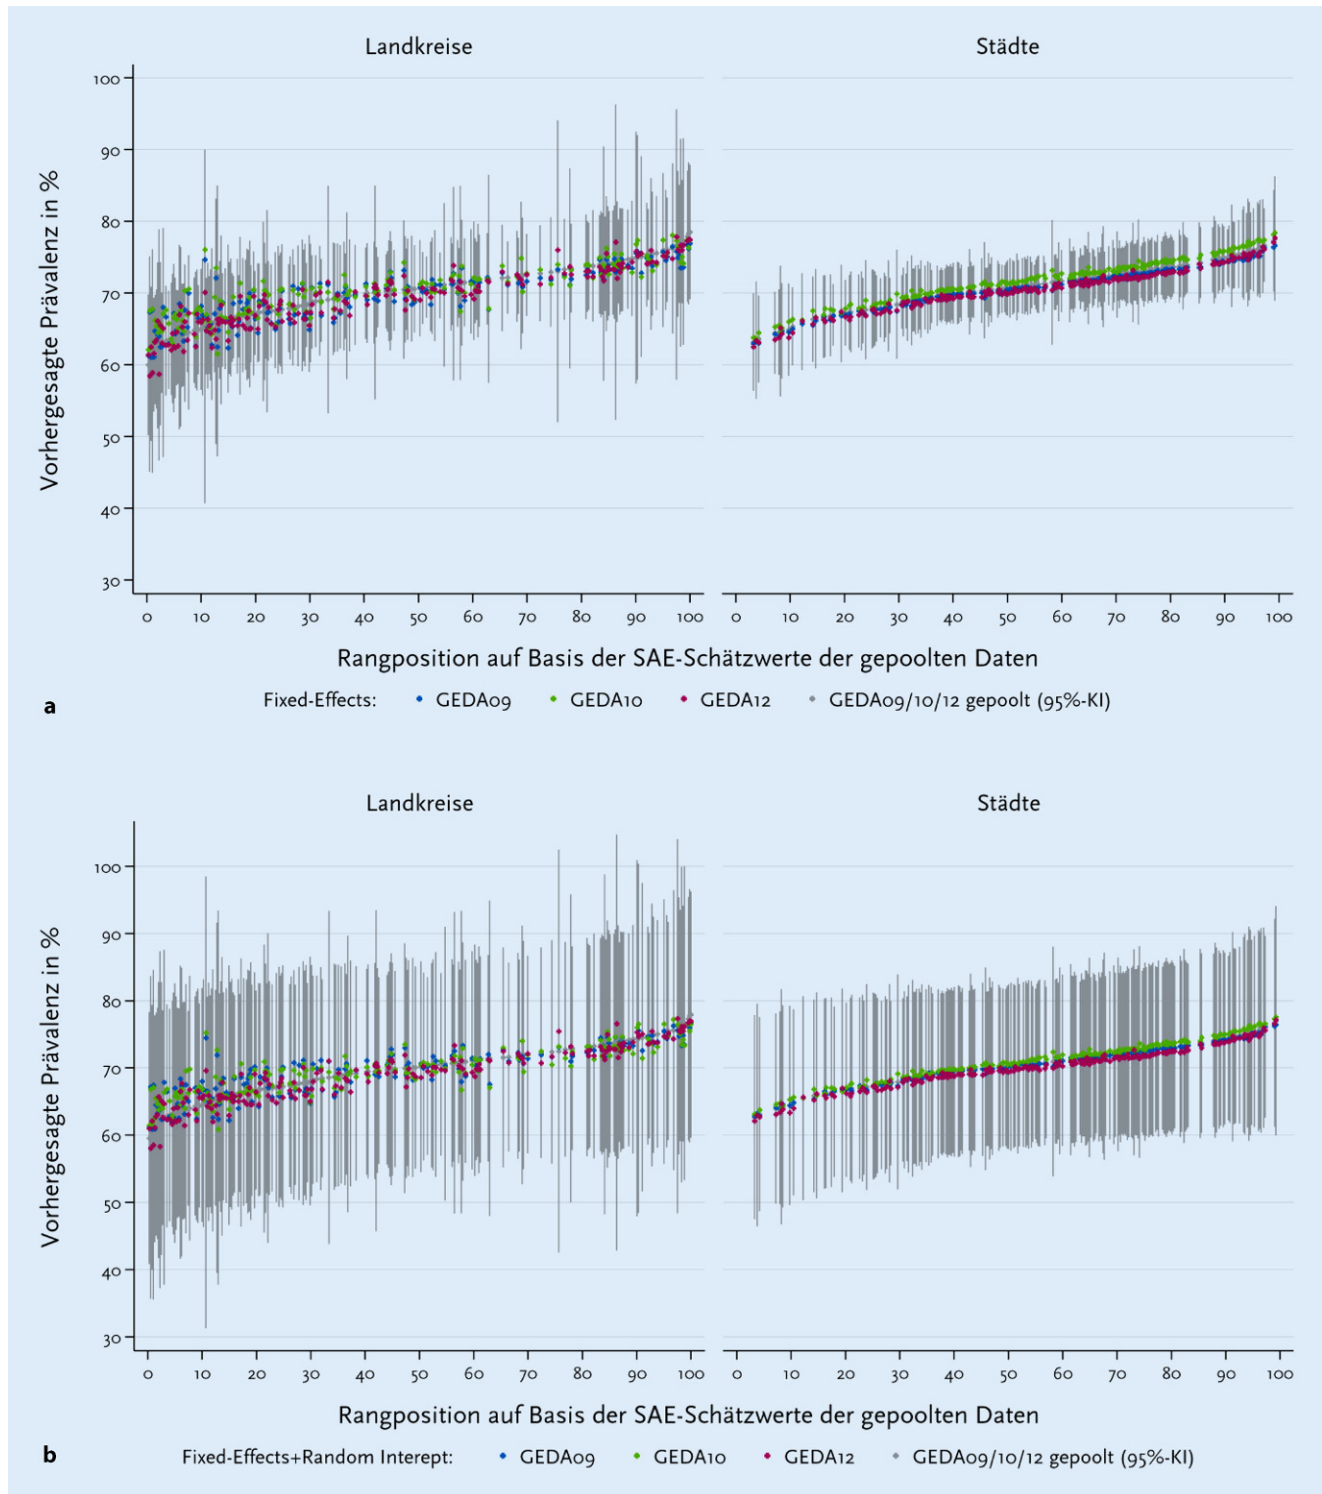 Landkreise Städte
Vorhergesagte Prävalenz in %
100
90
80
70
60
50
40
30
0 10 20 30 40 50 60 70 80 90 100 0 10 20 30 40 50 60 70 80 90 100
Rangposition auf Basis der SAE-Schätzwerte der gepoolten Daten
a Fixed-Effects: GEDA09 GEDA10 GEDA12 GEDA09/10/12 gepoolt (95%-KI)
Landkreise Städte
Vorhergesagte Prävalenz in %
100
90
80
70
60
50
40
30
0 10 20 30 40 50 60 70 80 90 100 0 10 20 30 40 50 60 70 80 90 100
Rangposition auf Basis der SAE-Schätzwerte der gepoolten Daten
b Fixed-Effects+Random Interept: GEDA09 GEDA10 GEDA12 GEDA09/10/12 gepoolt (95%-KI)